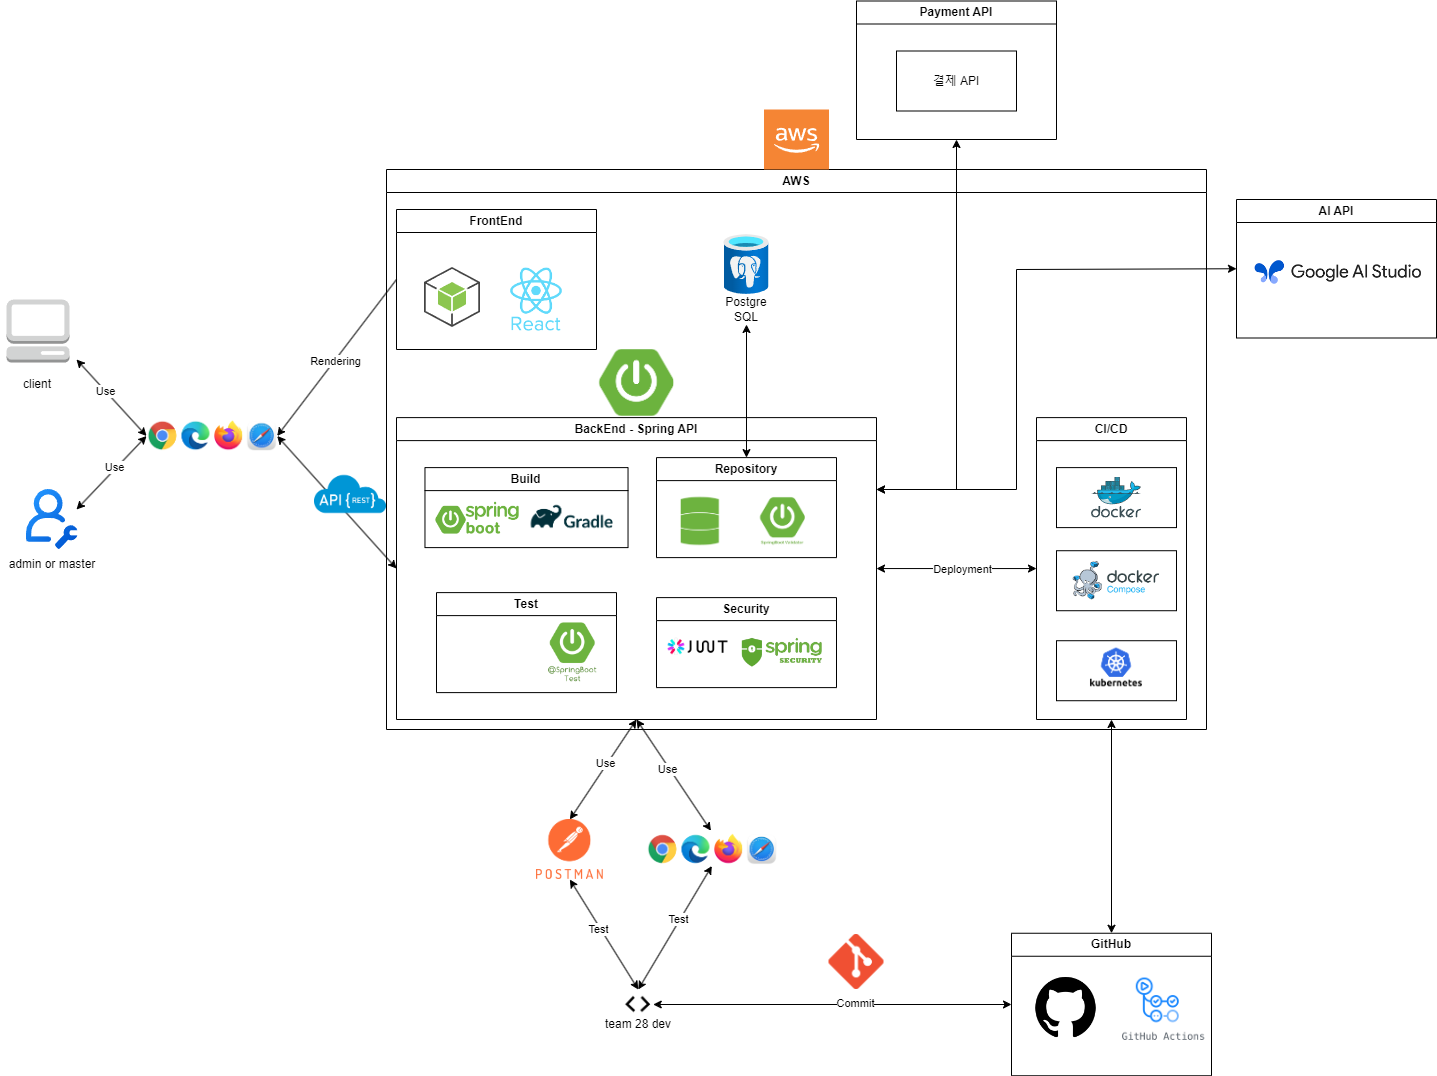 Payment API
결제 API
aws
AWS
FrontEnd
React
Postgre
SQL
AI API
Google AI Studio
Rendering
client
Use
Use
admin or master
API {REST}
BackEnd - Spring API
Build
spring
boot
Gradle
Repository
SpringBoot Validator
Test
@SpringBoot
Test
Security
JWT
spring
SECURITY
CI/CD
docker
docker
Compose
kubernetes
Deployment
Use
Use
POSTMAN
Test
Test
team 28 dev
Commit
GitHub
GitHub Actions